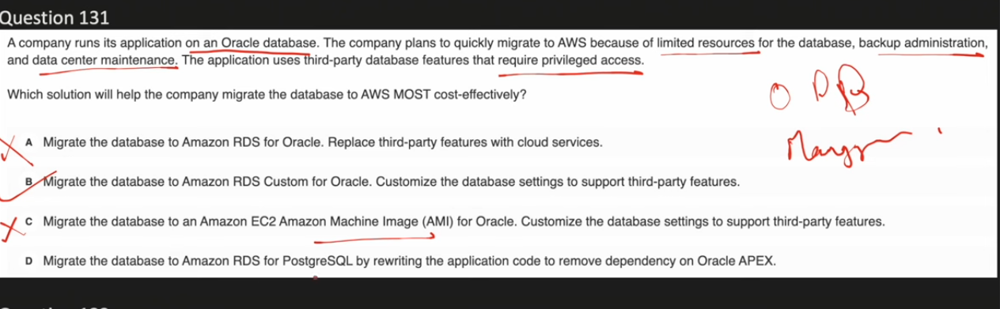 Question 131
A company runs its application on an Oracle database. The company plans to quickly migrate to AWS because of limited resources for the database, backup administration,
and data center maintenance. The application uses third-party database features that require privileged access.
Which solution will help the company migrate the database to AWS MOST cost-effectively?
O DB
A Migrate the database to Amazon RDS for Oracle. Replace third-party features with cloud services.
B Migrate the database to Amazon RDS Custom for Oracle. Customize the database settings to support third-party features.
C Migrate the database to an Amazon EC2 Amazon Machine Image (AMI) for Oracle. Customize the database settings to support third-party features.
D Migrate the database to Amazon RDS for PostgreSQL by rewriting the application code to remove dependency on Oracle APEX.